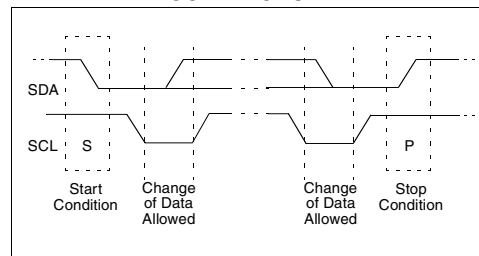 SDA
SCL
S
P
Start
Condition
Change
of Data
Allowed
Change
of Data
Allowed
Stop
Condition